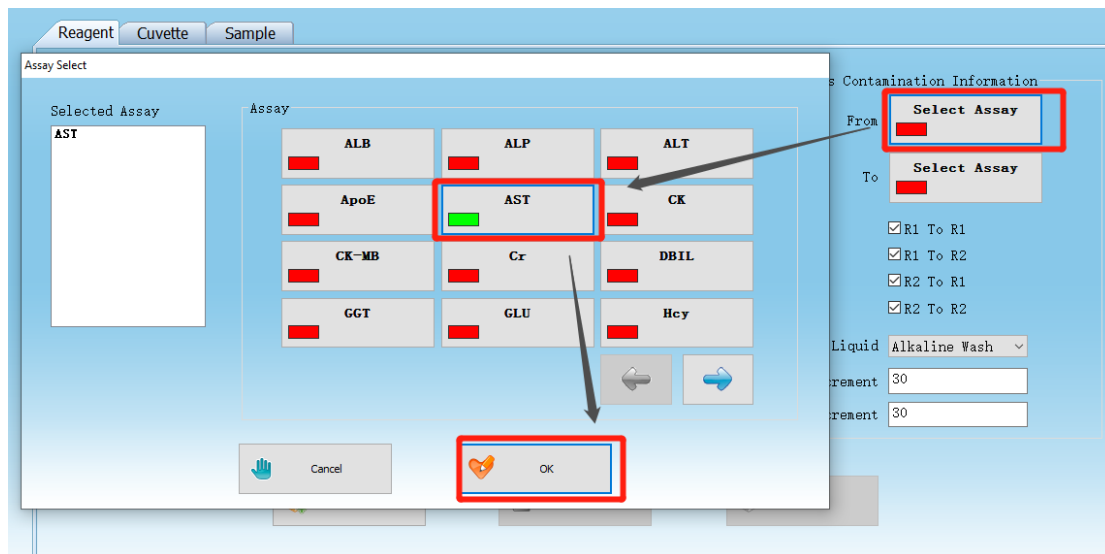 Reagent Cuvette Sample
Assay Select
s Contamination Information
Selected Assay
Assay
AST
From
Select Assay
To
Select Assay
ALB ALP ALT
ApoE AST CK
CK-MB Cr DBIL
GGT GLU Hcy
R1 To R1
R1 To R2
R2 To R1
R2 To R2
Liquid Alkaline Wash
crement 30
crement 30
Cancel
OK